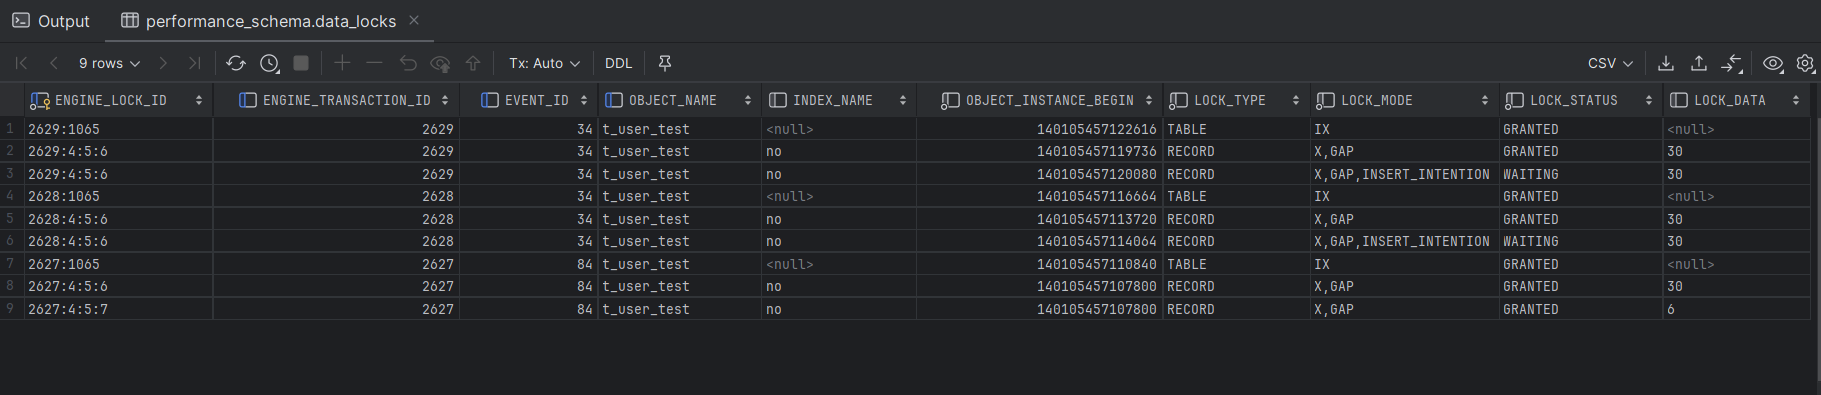 Output performance_schema.data_locks
9 rows Tx: Auto DDL CSV
ENGINE_LOCK_ID ENGINE_TRANSACTION_ID EVENT_ID OBJECT_NAME INDEX_NAME OBJECT_INSTANCE_BEGIN LOCK_TYPE LOCK_MODE LOCK_STATUS LOCK_DATA
1 2629:1065 2629 34 t_user_test <null> 140105457122616 TABLE IX GRANTED <null>
2 2629:4:5:6 2629 34 t_user_test no 140105457119736 RECORD X,GAP GRANTED 30
3 2629:4:5:6 2629 34 t_user_test no 140105457120080 RECORD X,GAP,INSERT_INTENTION WAITING 30
4 2628:1065 2628 34 t_user_test <null> 140105457116664 TABLE IX GRANTED <null>
5 2628:4:5:6 2628 34 t_user_test no 140105457113720 RECORD X,GAP GRANTED 30
6 2628:4:5:6 2628 34 t_user_test no 140105457114064 RECORD X,GAP,INSERT_INTENTION WAITING 30
7 2627:1065 2627 84 t_user_test <null> 140105457110840 TABLE IX GRANTED <null>
8 2627:4:5:6 2627 84 t_user_test no 140105457107800 RECORD X,GAP GRANTED 30
9 2627:4:5:7 2627 84 t_user_test no 140105457107800 RECORD X,GAP GRANTED 6